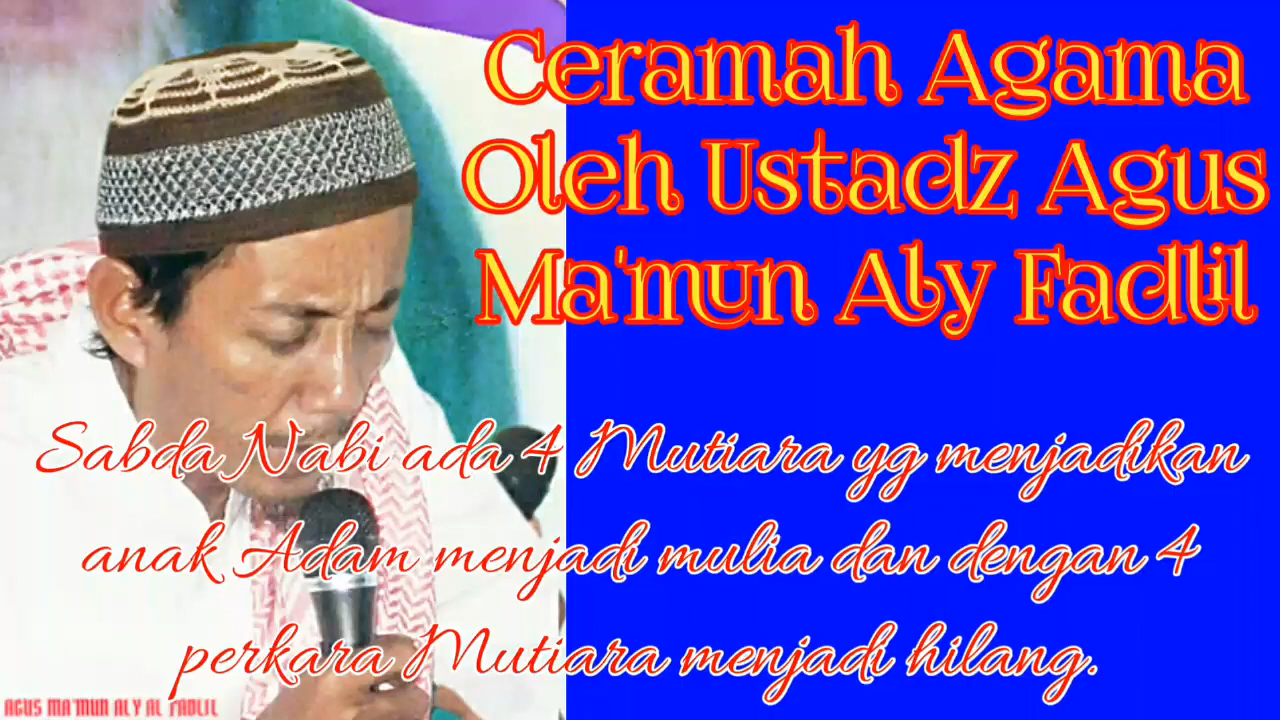 Ceramah Agama
Oleh Ustadz Agus
Ma'mun Aly Fadlil
Sabda Nabi ada 4 Mutiara yg menjadikan
anak Adam menjadi mulia dan dengan 4
perkara Mutiara menjadi hilang.
AGUS MA'MUN ALY AL FADLIL